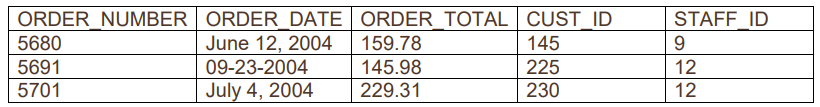 ORDER_NUMBER ORDER_DATE ORDER_TOTAL CUST_ID STAFF_ID
5680 June 12, 2004 159.78 145 9
5691 09-23-2004 145.98 225 12
5701 July 4, 2004 229.31 230 12